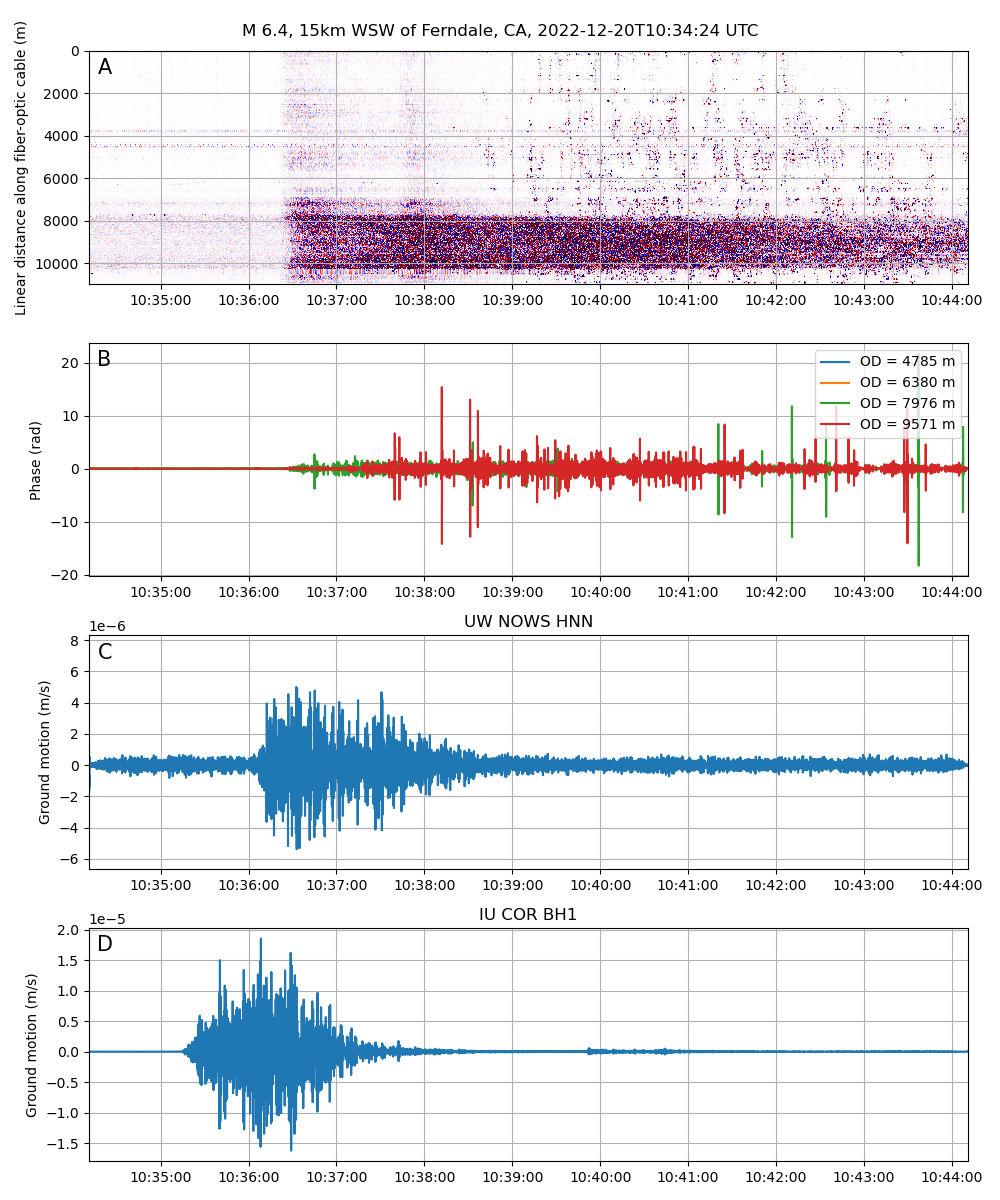 M 6.4, 15km WSW of Ferndale, CA, 2022-12-20T10:34:24 UTC
Linear distance along fiber-optic cable (m)
A
0
2000
4000
6000
8000
10000
10:35:00 10:36:00 10:37:00 10:38:00 10:39:00 10:40:00 10:41:00 10:42:00 10:43:00 10:44:00
Phase (rad)
B
20
10
0
−10
−20
OD = 4785 m
OD = 6380 m
OD = 7976 m
OD = 9571 m
10:35:00 10:36:00 10:37:00 10:38:00 10:39:00 10:40:00 10:41:00 10:42:00 10:43:00 10:44:00
UW NOWS HNN
1e−6
Ground motion (m/s)
C
8
6
4
2
0
−2
−4
−6
10:35:00 10:36:00 10:37:00 10:38:00 10:39:00 10:40:00 10:41:00 10:42:00 10:43:00 10:44:00
IU COR BH1
1e−5
Ground motion (m/s)
D
2.0
1.5
1.0
0.5
0.0
−0.5
−1.0
−1.5
10:35:00 10:36:00 10:37:00 10:38:00 10:39:00 10:40:00 10:41:00 10:42:00 10:43:00 10:44:00